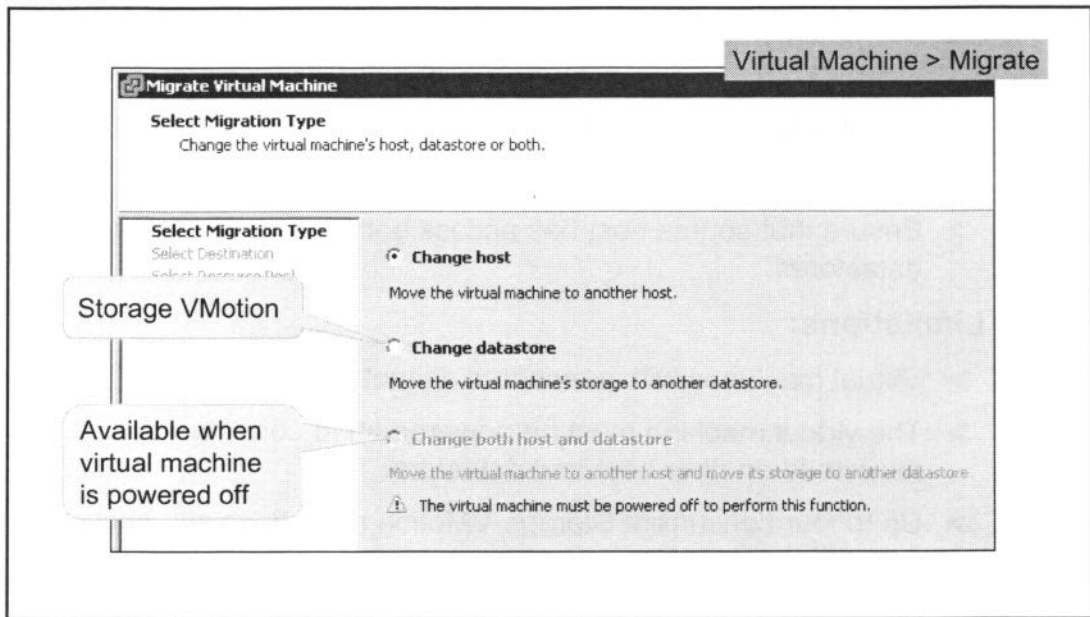 Virtual Machine > Migrate
Migrate Virtual Machine
Select Migration Type
Change the virtual machine's host, datastore or both.
Select Migration Type
Select Destination
Select Resource Pool
Change host
Move the virtual machine to another host.
Storage VMotion
Change datastore
Move the virtual machine's storage to another datastore.
Available when
virtual machine
is powered off
Change both host and datastore
Move the virtual machine to another host and move its storage to another datastore.
The virtual machine must be powered off to perform this function.
Limitations: